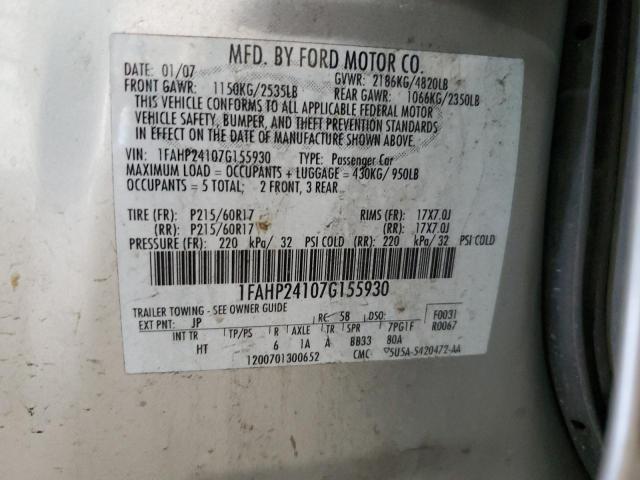 MFD. BY FORD MOTOR CO.
DATE: 01/07 GVWR: 2186KG/4820LB
FRONT GAWR: 1150KG/2535LB REAR GAWR: 1066KG/2350LB
THIS VEHICLE CONFORMS TO ALL APPLICABLE FEDERAL MOTOR
VEHICLE SAFETY, BUMPER, AND THEFT PREVENTION STANDARDS
IN EFFECT ON THE DATE OF MANUFACTURE SHOWN ABOVE.
VIN: 1FAHP24107G155930 TYPE: Passenger Car
MAXIMUM LOAD = OCCUPANTS + LUGGAGE = 430KG/950LB
OCCUPANTS = 5 TOTAL; 2 FRONT, 3 REAR
TIRE (FR): P215/60R17 RIMS (FR): 17X7.0J
(RR): P215/60R17 (RR): 17X7.0J
PRESSURE (FR): 220 kPa/ 32 PSI COLD (RR): 220 kPa/ 32 PSI COLD
1FAHP24107G155930
TRAILER TOWING - SEE OWNER GUIDE
EXT PNT: JP RC: 58 DSO: F0031
INT TR TP/PS R AXLE TR SPR 7PG1F R0067
HT 6 1A A BB33 80A
1200701300652 CMC 5U5A-5420472-AA